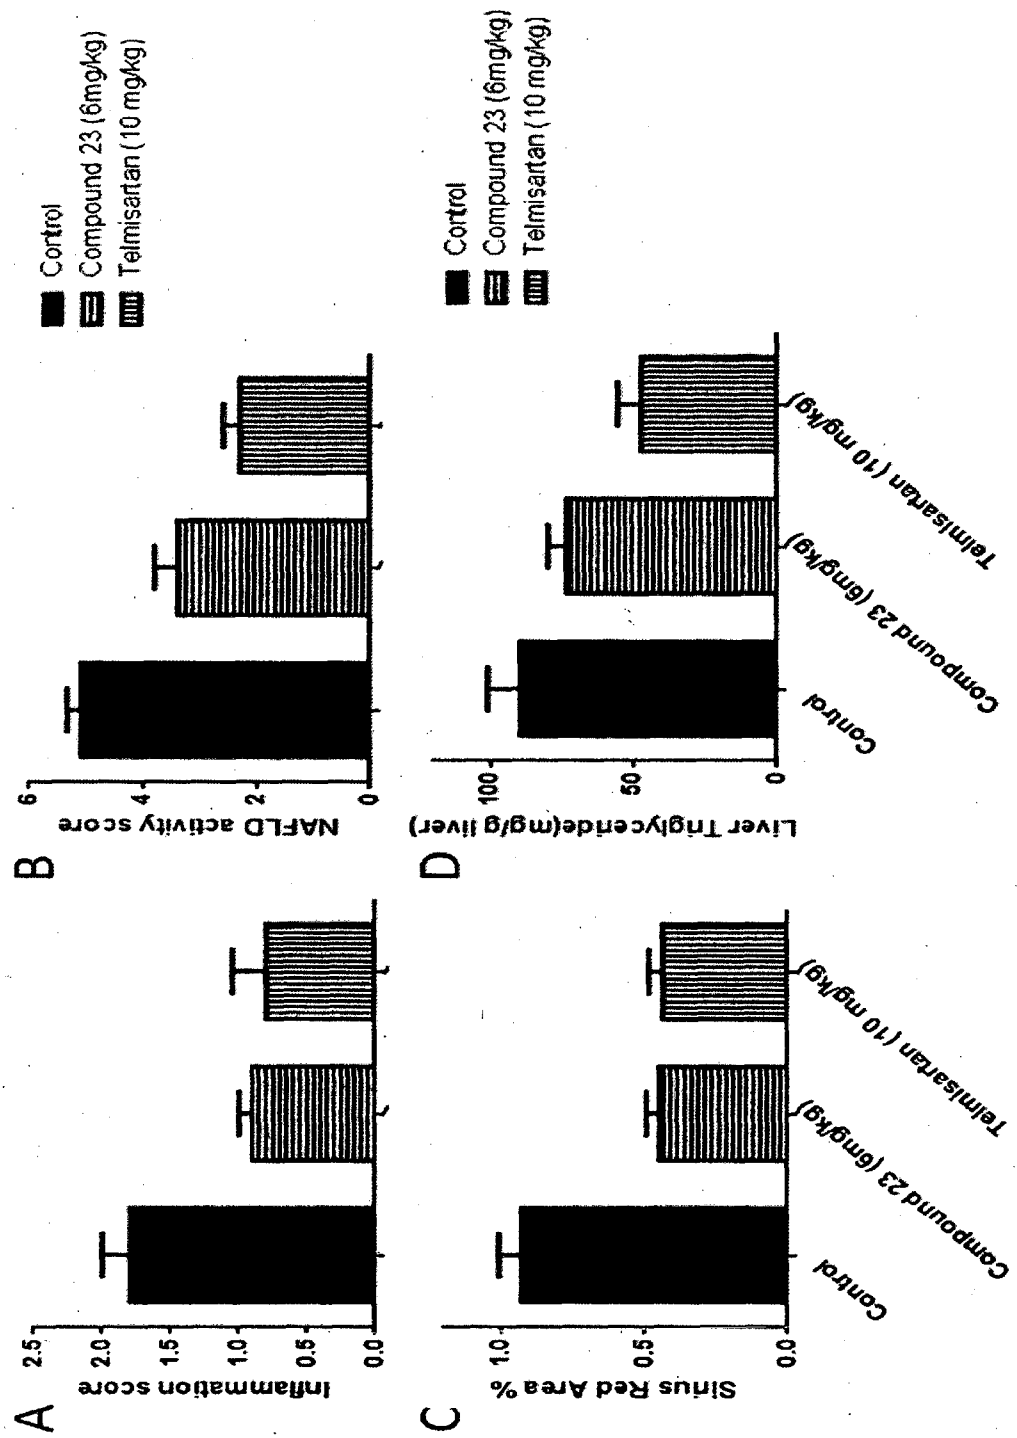 A
Inflammation score
2.5
2.0
1.5
1.0
0.5
0.0
B
NAFLD activity score
6
4
2
0
Control
Compound 23 (6mg/kg)
Telmisartan (10 mg/kg)
C
Sirius Red Area %
1.0
0.5
0.0
Control
Compound 23 (6mg/kg)
Telmisartan (10 mg/kg)
D
Liver Triglyceride(mg/g liver)
100
50
0
Control
Compound 23 (6mg/kg)
Telmisartan (10 mg/kg)
Control
Compound 23 (6mg/kg)
Telmisartan (10 mg/kg)